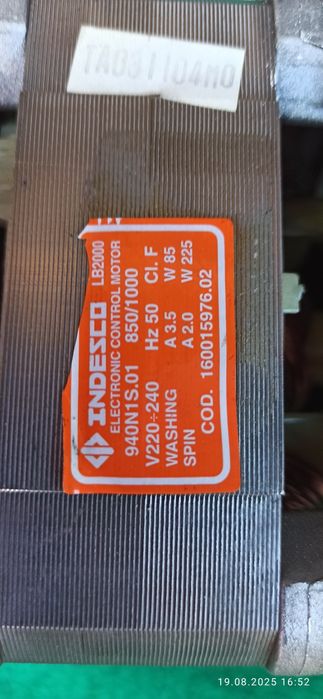 TA031104M0
INDESCO LB2000
ELECTRONIC CONTROL MOTOR
940N1S.01 850/1000
V220÷240 Hz 50 Cl. F
WASHING A 3.5 W 85
SPIN A 2.0 W 225
COD. 160015976.02
19.08.2025 16:52